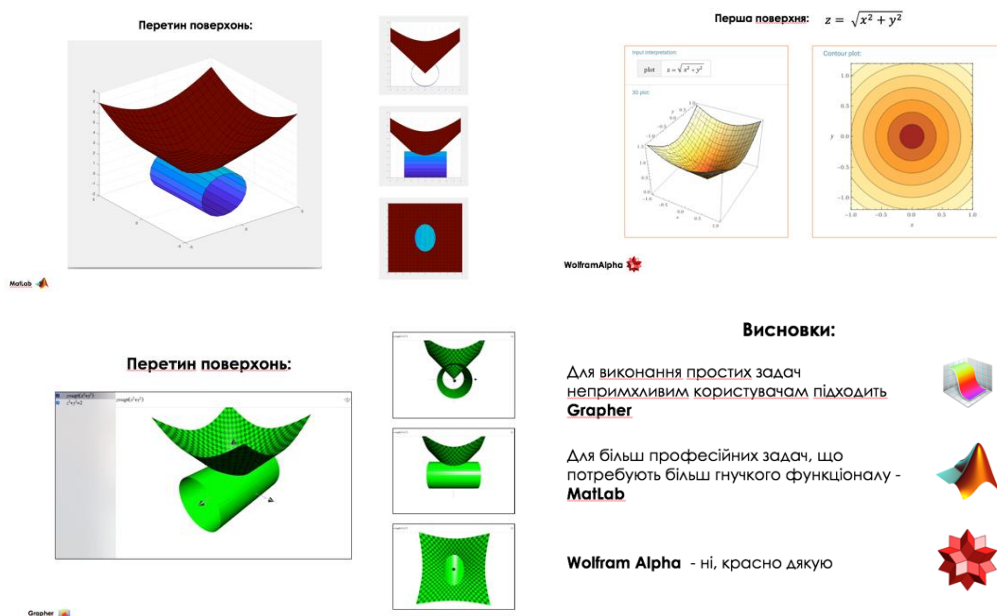 Перетин поверхонь:
MatLab
Перша поверхня: z = √x² + y²
Input interpretation:
plot z = √x² + y²
3D plot:
Contour plot:
WolframAlpha
Перетин поверхонь:
Grapher
Висновки:
Для виконання простих задач
непримхливим користувачам підходить
Grapher
Для більш професійних задач, що
потребують більш гнучкого функціоналу -
MatLab
Wolfram Alpha - ні, красно дякую